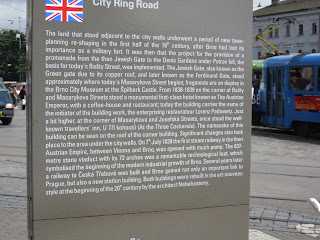 City Ring Road
The land that stood adjacent to the city walls underwent a period of new town-
planning re-shaping in the first half of the 19th century, after Brno had lost its
importance as a military fort. It was then that the project for the provision of a
promenade from the then Jewish Gate to the Denis Gardens under Petrov hill, the
basis for today's Bašty Street, was implemented. The Jewish Gate, also known as the
Green gate due to its copper roof, and later known as the Ferdinand Gate, stood
approximately where today's Masarykova Street begins; fragments are on display in
the Brno City Museum at the Špilberk Castle. From 1838-1839 on the corner of Bašty
and Masarykova Streets stood a monumental first-class hotel known as The Austrian
Emperor, with a coffee-house and restaurant; today the building carries the name of
the initiator of the building work, the enterprising restaurateur Lorenz Padowetz. Just
a bit higher, at the corner of Masarykova and Josefská Streets, once stood the well-
known travellers' inn, U Tří kohoutů (At the Three Cockerels). The memories of this
building can be seen on the roof of the corner building. Significant changes also took
place to the area under the city walls. On 7th July 1839 the first steam railway in the then
Austrian Empire, between Vienna and Brno, was opened with much pomp. The 637-
metre stone viaduct with its 72 arches was a remarkable technological feat, which
symbolised the beginning of the modern industrial growth of Brno. Several years later
a railway to Česká Třebová was built and Brno gained not only an important link to
Prague, but also a new station building. Both buildings were rebuilt in the art-nouveau
style at the beginning of the 20th century by the architect Nebehostený.